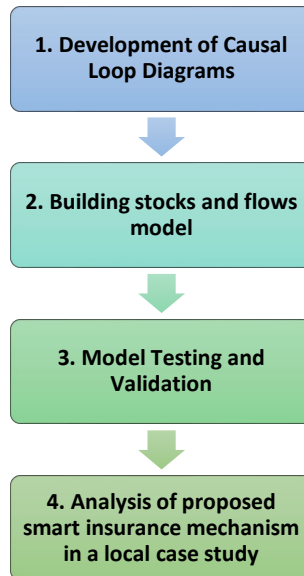 1. Development of Causal
Loop Diagrams
2. Building stocks and flows
model
3. Model Testing and
Validation
4. Analysis of proposed
smart insurance mechanism
in a local case study